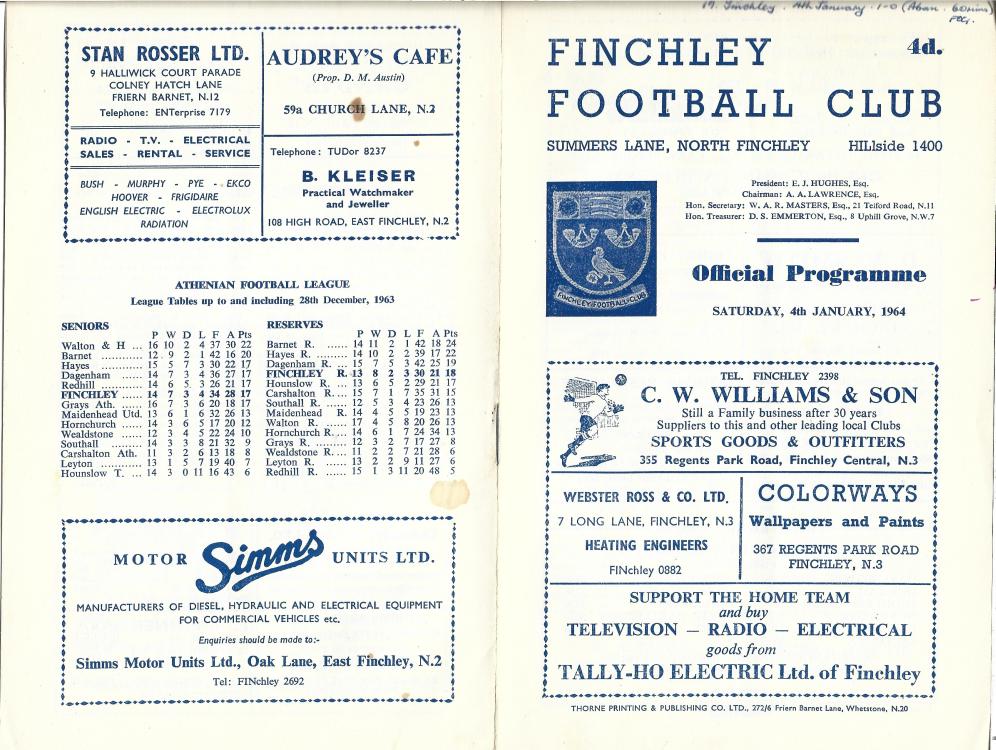 STAN ROSSER LTD.
9 HALLIWICK COURT PARADE
COLNEY HATCH LANE
FRIERN BARNET, N.12
Telephone: ENTerprise 7179
RADIO - T.V. - ELECTRICAL
SALES - RENTAL - SERVICE
BUSH - MURPHY - PYE - EKCO
HOOVER - FRIGIDAIRE
ENGLISH ELECTRIC - ELECTROLUX
RADIATION
AUDREY'S CAFE
(Prop. D. M. Austin)
59a CHURCH LANE, N.2
Telephone: TUDor 8237
B. KLEISER
Practical Watchmaker
and Jeweller
108 HIGH ROAD, EAST FINCHLEY, N.2
ATHENIAN FOOTBALL LEAGUE
League Tables up to and including 28th December, 1963
SENIORS
P W D L F A Pts
Walton & H ... 16 10 2 4 37 30 22
Barnet ........... 12 9 2 1 42 16 20
Hayes ............ 15 5 7 3 30 22 17
Dagenham ...... 14 7 3 4 36 27 17
Redhill .......... 14 6 5 3 26 21 17
FINCHLEY ...... 14 7 3 4 34 28 17
Grays Ath. ...... 16 7 3 6 20 18 17
Maidenhead Utd. 13 6 1 6 32 26 13
Hornchurch ..... 14 3 6 5 17 20 12
Wealdstone ..... 12 3 4 5 22 24 10
Southall ......... 14 3 3 8 21 32 9
Carshalton Ath. 11 3 2 6 13 18 8
Leyton ........... 13 1 5 7 19 40 7
Hounslow T. ... 14 3 0 11 16 43 6
RESERVES
P W D L F A Pts
Barnet R. ....... 14 11 2 1 42 18 24
Hayes R. ........ 14 10 2 2 39 17 22
Dagenham R. ... 15 7 5 3 42 25 19
FINCHLEY R. 13 8 2 3 30 21 18
Hounslow R. ... 13 6 5 2 29 21 17
Carshalton R. ... 15 7 1 7 35 31 15
Southall R. ..... 12 5 3 4 23 26 13
Maidenhead R. 14 4 5 5 19 23 13
Walton R. ...... 17 4 5 8 20 26 13
Hornchurch R.... 14 6 1 7 24 34 13
Grays R. ........ 12 3 2 7 17 27 8
Wealdstone R.... 11 2 2 7 21 28 6
Leyton R. ....... 13 2 2 9 11 27 6
Redhill R. ....... 15 1 3 11 20 48 5
MOTOR Simms UNITS LTD.
MANUFACTURERS OF DIESEL, HYDRAULIC AND ELECTRICAL EQUIPMENT
FOR COMMERCIAL VEHICLES etc.
Enquiries should be made to:-
Simms Motor Units Ltd., Oak Lane, East Finchley, N.2
Tel: FINchley 2692
17. Finchley. 4th January. 1-0 (Aban. 60mins)
FOG.
FINCHLEY 4d.
FOOTBALL CLUB
SUMMERS LANE, NORTH FINCHLEY HIllside 1400
FINCHLEY FOOTBALL CLUB
President: E. J. HUGHES, Esq.
Chairman: A. A. LAWRENCE, Esq.
Hon. Secretary: W. A. R. MASTERS, Esq., 21 Telford Road, N.11
Hon. Treasurer: D. S. EMMERTON, Esq., 8 Uphill Grove, N.W.7
Official Programme
SATURDAY, 4th JANUARY, 1964
TEL. FINCHLEY 2398
C. W. WILLIAMS & SON
Still a Family business after 30 years
Suppliers to this and other leading local Clubs
SPORTS GOODS & OUTFITTERS
355 Regents Park Road, Finchley Central, N.3
WEBSTER ROSS & CO. LTD.
7 LONG LANE, FINCHLEY, N.3
HEATING ENGINEERS
FINchley 0882
COLORWAYS
Wallpapers and Paints
367 REGENTS PARK ROAD
FINCHLEY, N.3
SUPPORT THE HOME TEAM
and buy
TELEVISION — RADIO — ELECTRICAL
goods from
TALLY-HO ELECTRIC Ltd. of Finchley
THORNE PRINTING & PUBLISHING CO. LTD., 272/6 Friern Barnet Lane, Whetstone, N.20